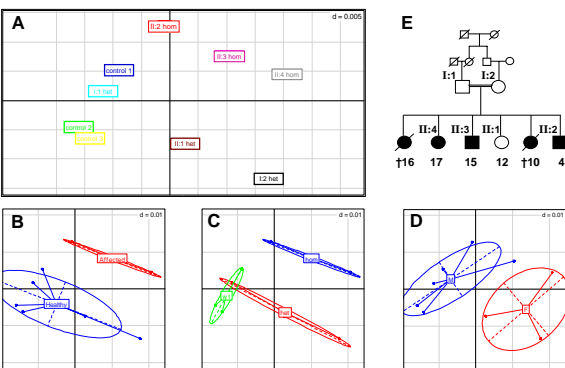 A
d = 0.005
II:2 hom
II:3 hom
control 1
II:4 hom
I:1 het
control 2
control 3
II:1 het
I:2 het
E
I:1
I:2
II:4
II:3
II:1
II:2
†16
17
15
12
†10
4
B
d = 0.01
Affected
Healthy
C
d = 0.01
hom
het
D
d = 0.01
M
F